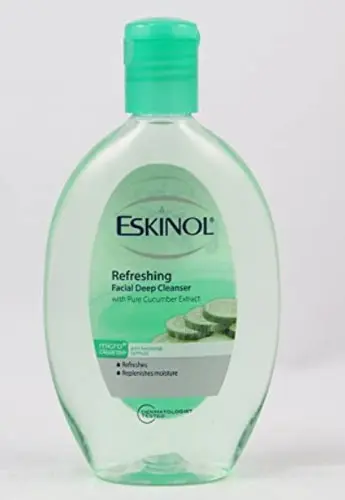 ESKINOL®
Refreshing
Facial Deep Cleanser
with Pure Cucumber Extract
micro*
cleanse
Refreshes
Replenishes moisture
DERMATOLOGIST
TESTED